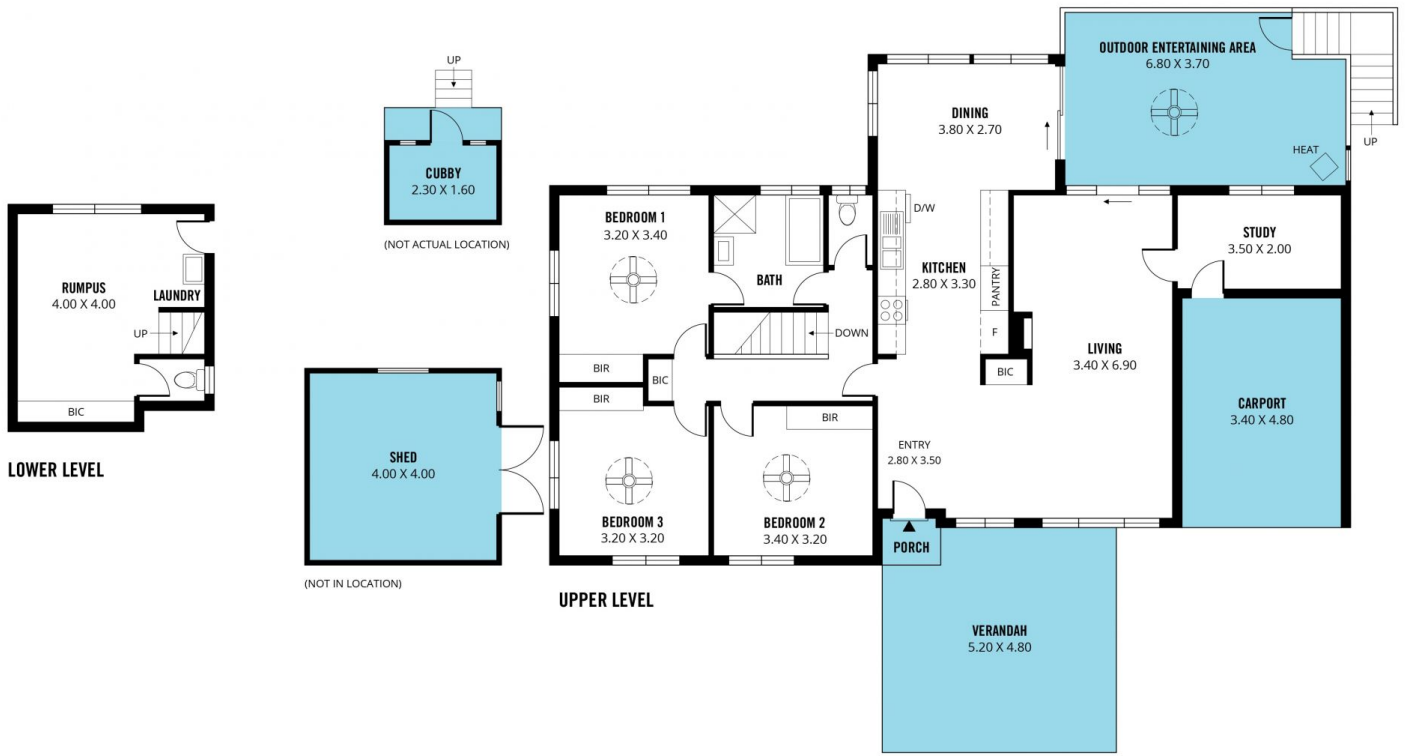 UP
CUBBY
2.30 X 1.60
(NOT ACTUAL LOCATION)
RUMPUS
4.00 X 4.00
LAUNDRY
UP
BIC
LOWER LEVEL
SHED
4.00 X 4.00
(NOT IN LOCATION)
OUTDOOR ENTERTAINING AREA
6.80 X 3.70
HEAT
UP
DINING
3.80 X 2.70
D/W
KITCHEN
2.80 X 3.30
PANTRY
F
BIC
STUDY
3.50 X 2.00
LIVING
3.40 X 6.90
CARPORT
3.40 X 4.80
BEDROOM 1
3.20 X 3.40
BATH
DOWN
BIR
BIC
BIR
BIR
BEDROOM 3
3.20 X 3.20
BEDROOM 2
3.40 X 3.20
ENTRY
2.80 X 3.50
PORCH
VERANDAH
5.20 X 4.80
UPPER LEVEL